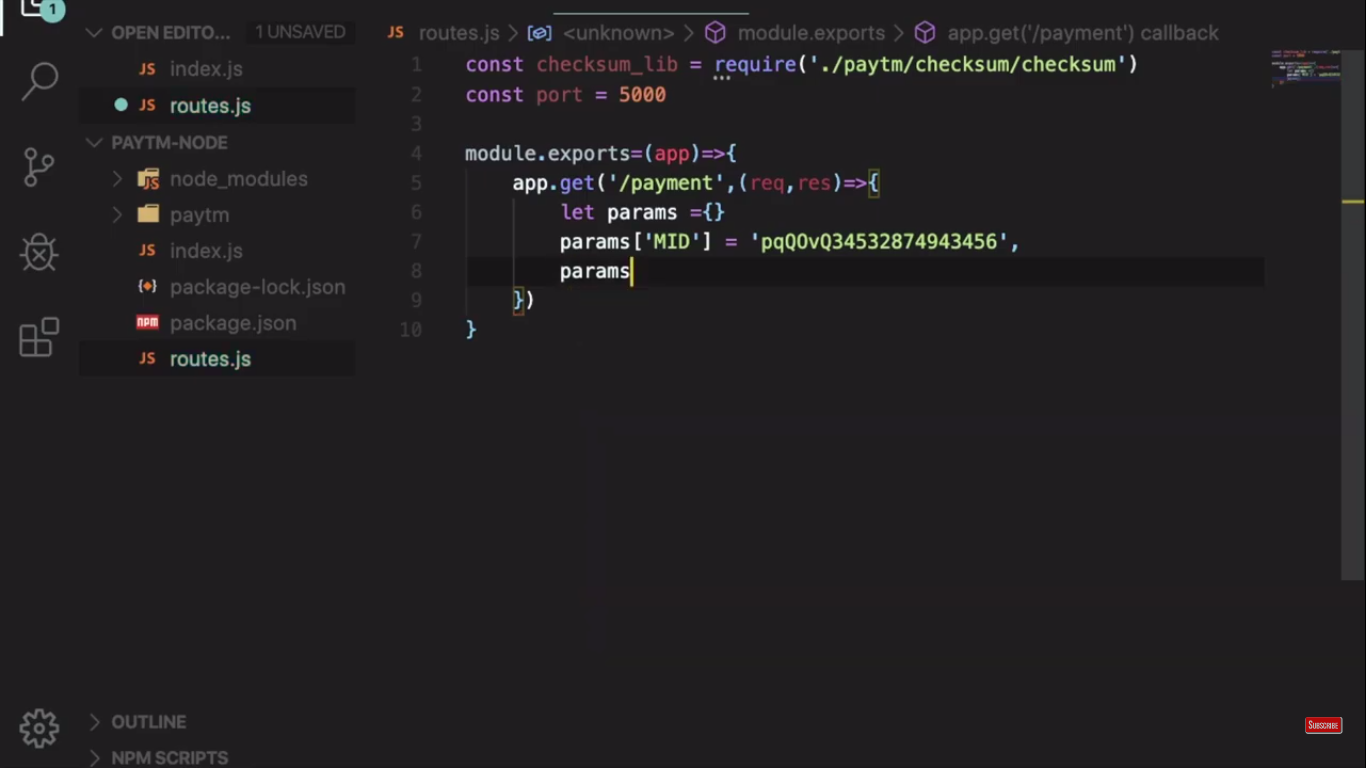 1
OPEN EDITO... 1 UNSAVED
JS index.js
JS routes.js
PAYTM-NODE
JS node_modules
paytm
JS index.js
package-lock.json
npm package.json
JS routes.js
OUTLINE
NPM SCRIPTS
JS routes.js > <unknown> > module.exports > app.get('/payment') callback
1 const checksum_lib = require('./paytm/checksum/checksum')
2 const port = 5000
3
4 module.exports=(app)=>{
5 app.get('/payment',(req,res)=>{
6 let params ={}
7 params['MID'] = 'pqQOvQ34532874943456',
8 params
9 })
10 }
SUBSCRIBE